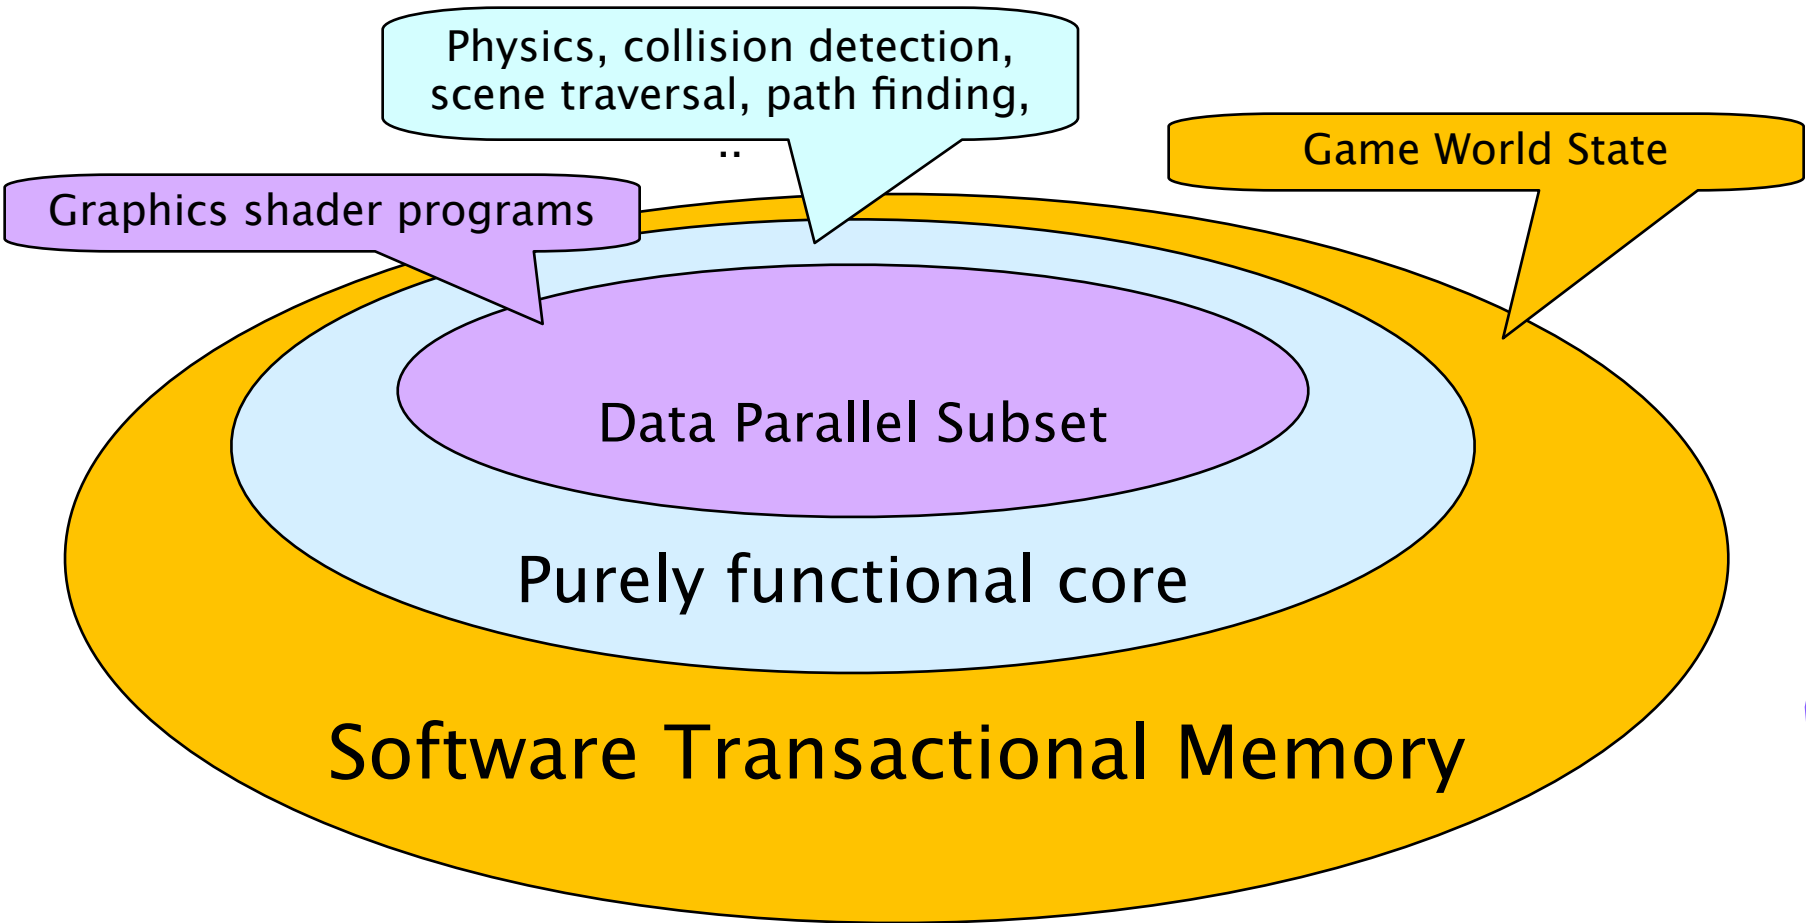 Physics, collision detection,
scene traversal, path finding,
..
Game World State
Graphics shader programs
Data Parallel Subset
Purely functional core
Software Transactional Memory